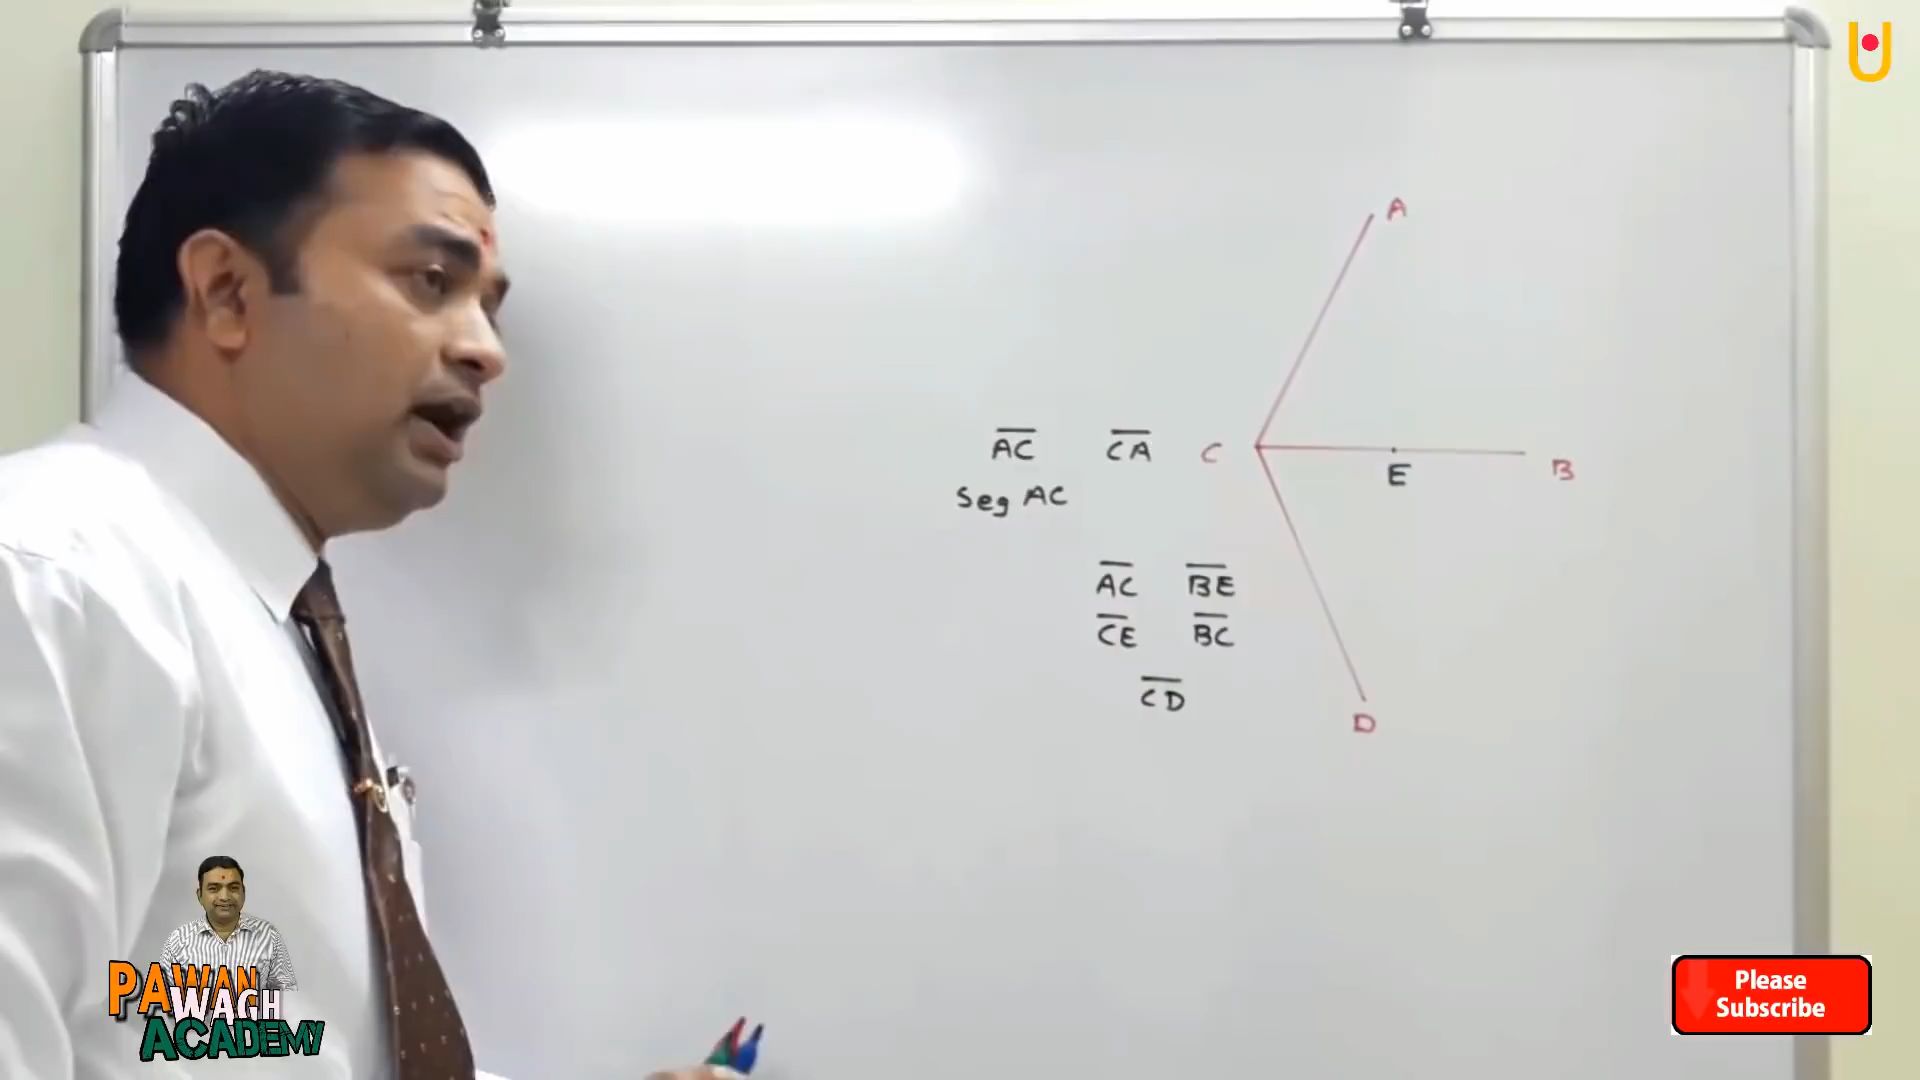 A
AC CA C
E B
Seg AC
AC BE
CE BC
CD
D
PAWAN
WAGH
ACADEMY
Please
Subscribe